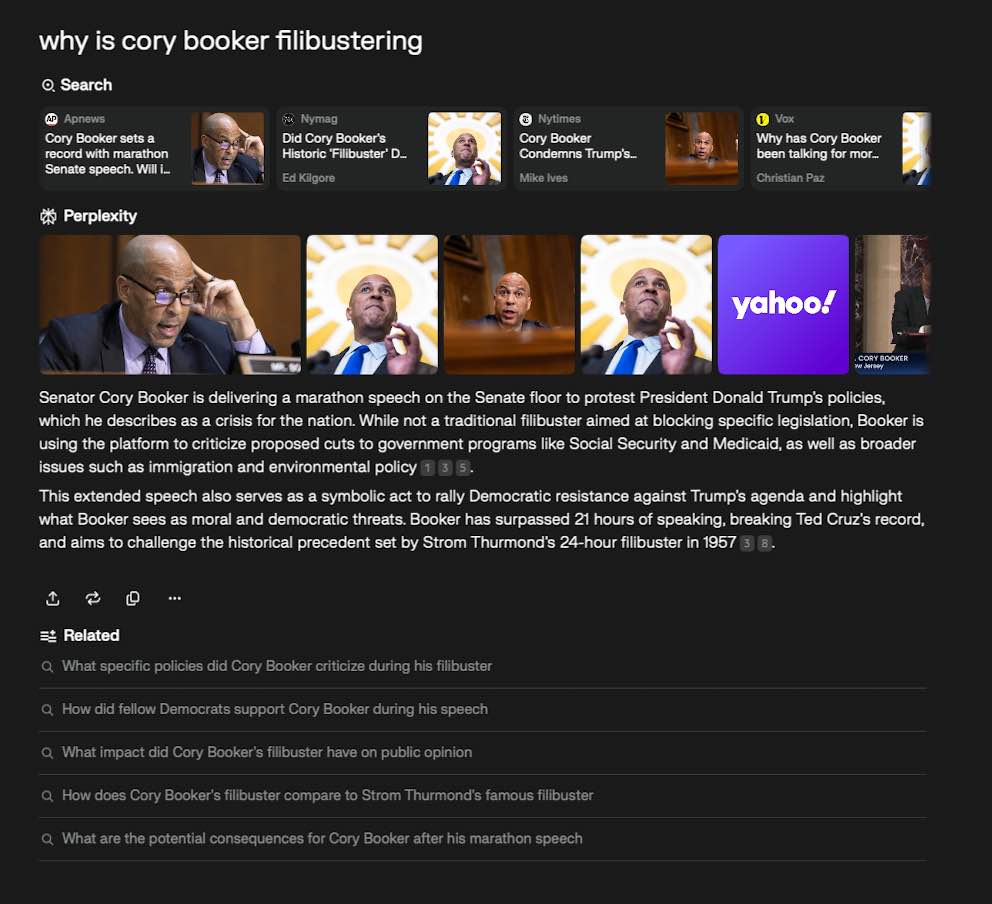 why is cory booker filibustering
Search
AP Apnews
Cory Booker sets a
record with marathon
Senate speech. Will i...
Nymag
Did Cory Booker's
Historic 'Filibuster' D...
Ed Kilgore
Nytimes
Cory Booker
Condemns Trump's...
Mike Ives
Vox
Why has Cory Booker
been talking for mor...
Christian Paz
Perplexity
yahoo!
. CORY BOOKER
ew Jersey
Senator Cory Booker is delivering a marathon speech on the Senate floor to protest President Donald Trump's policies,
which he describes as a crisis for the nation. While not a traditional filibuster aimed at blocking specific legislation, Booker is
using the platform to criticize proposed cuts to government programs like Social Security and Medicaid, as well as broader
issues such as immigration and environmental policy 1 3 5.
This extended speech also serves as a symbolic act to rally Democratic resistance against Trump's agenda and highlight
what Booker sees as moral and democratic threats. Booker has surpassed 21 hours of speaking, breaking Ted Cruz's record,
and aims to challenge the historical precedent set by Strom Thurmond's 24-hour filibuster in 1957 3 8.
Related
What specific policies did Cory Booker criticize during his filibuster
How did fellow Democrats support Cory Booker during his speech
What impact did Cory Booker's filibuster have on public opinion
How does Cory Booker's filibuster compare to Strom Thurmond's famous filibuster
What are the potential consequences for Cory Booker after his marathon speech